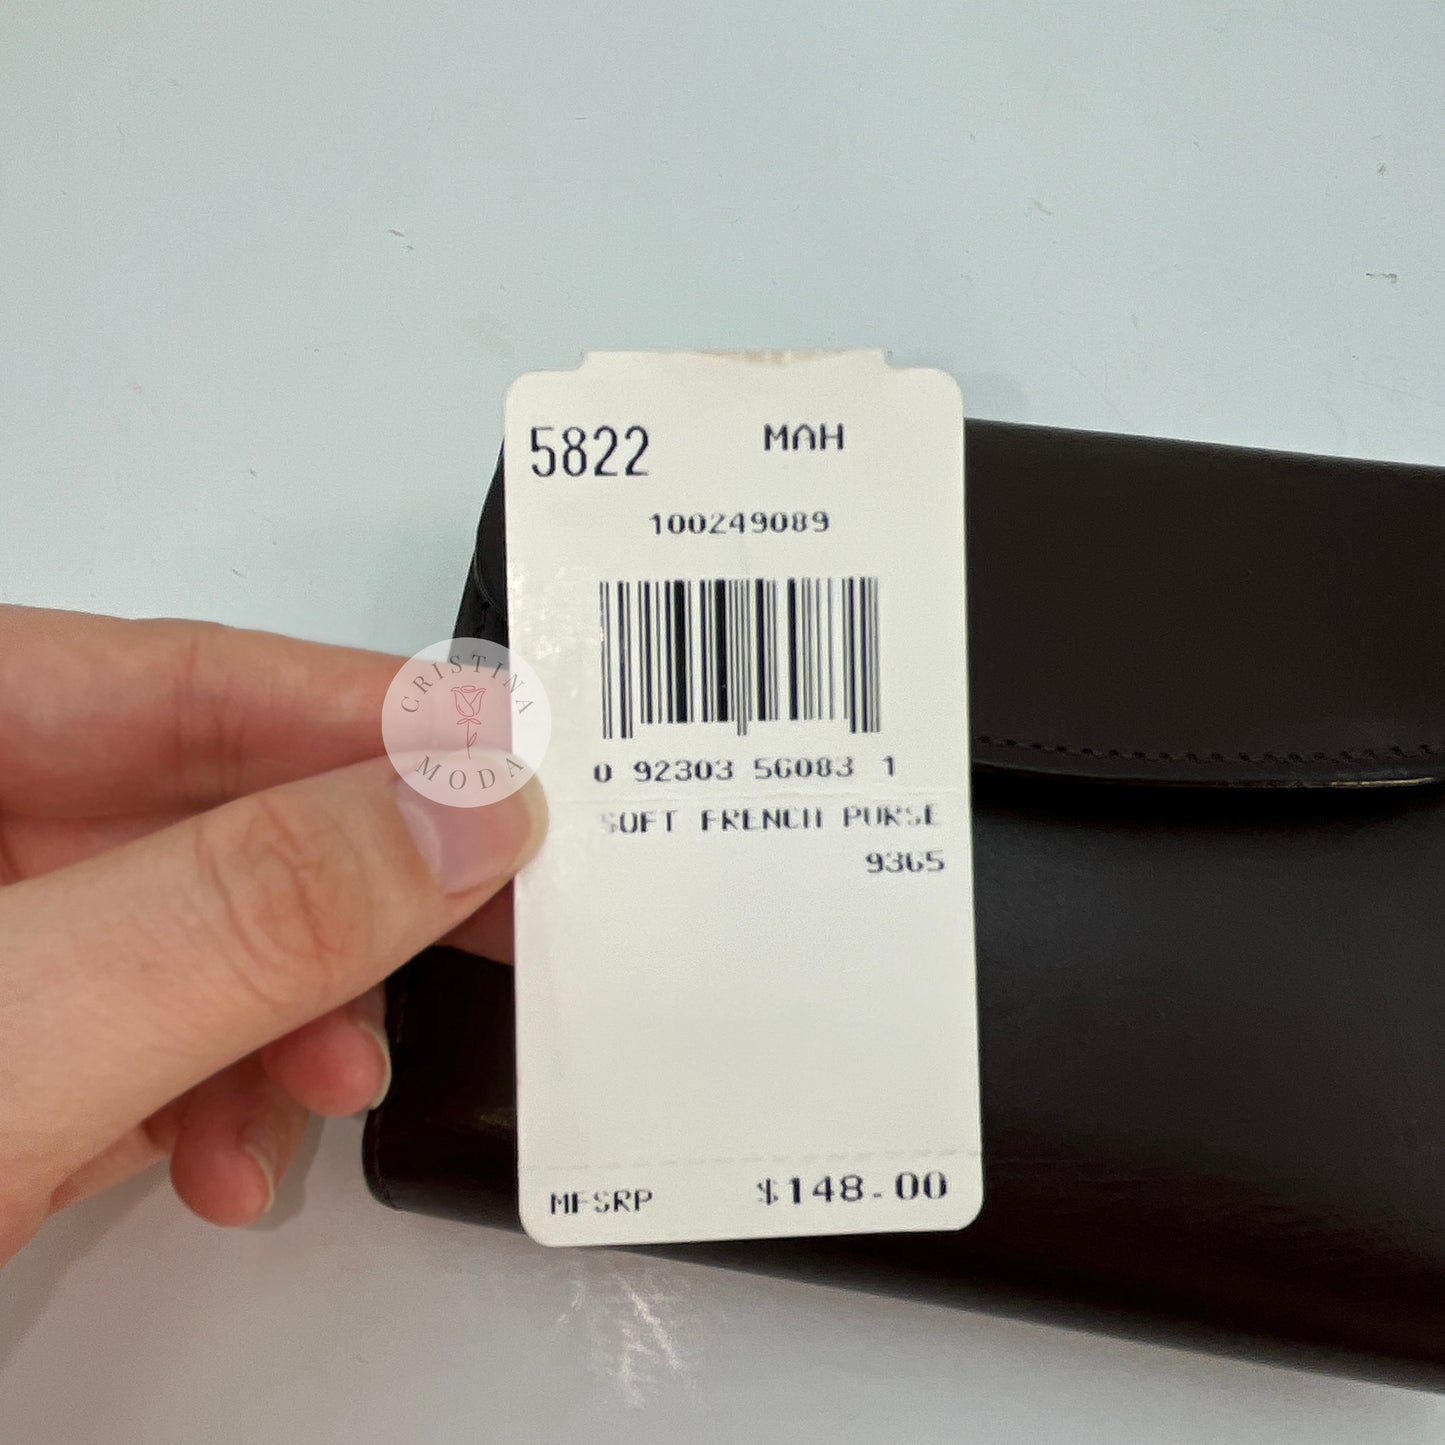 5822 MAH
100249089
0 92303 56083 1
SOFT FRENCH PURSE
9365
MFSRP $148.00
CRISTINA
MODA